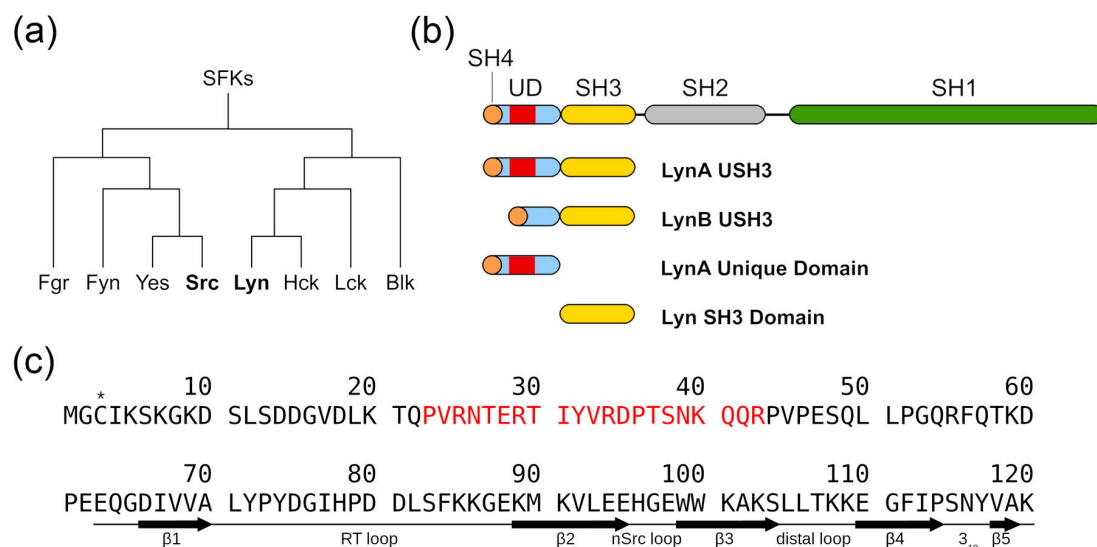 (a)
SFKs
Fgr Fyn Yes Src Lyn Hck Lck Blk
(b)
SH4
UD SH3 SH2 SH1
LynA USH3
LynB USH3
LynA Unique Domain
Lyn SH3 Domain
(c)
10 20 30 40 50 60
*
MGCIKSKGKD SLSDDGVDLK TQPVRNTERT IYVRDPTSNK QQRPVPESQL LPGQRFQTKD
70 80 90 100 110 120
PEEQGDIVVA LYPYDGIHPD DLSFKKGEKM KVLEEHGEWW KAKSLLTKKE GFIPSNYVAK
β1 RT loop β2 nSrc loop β3 distal loop β4 3₁₀ β5